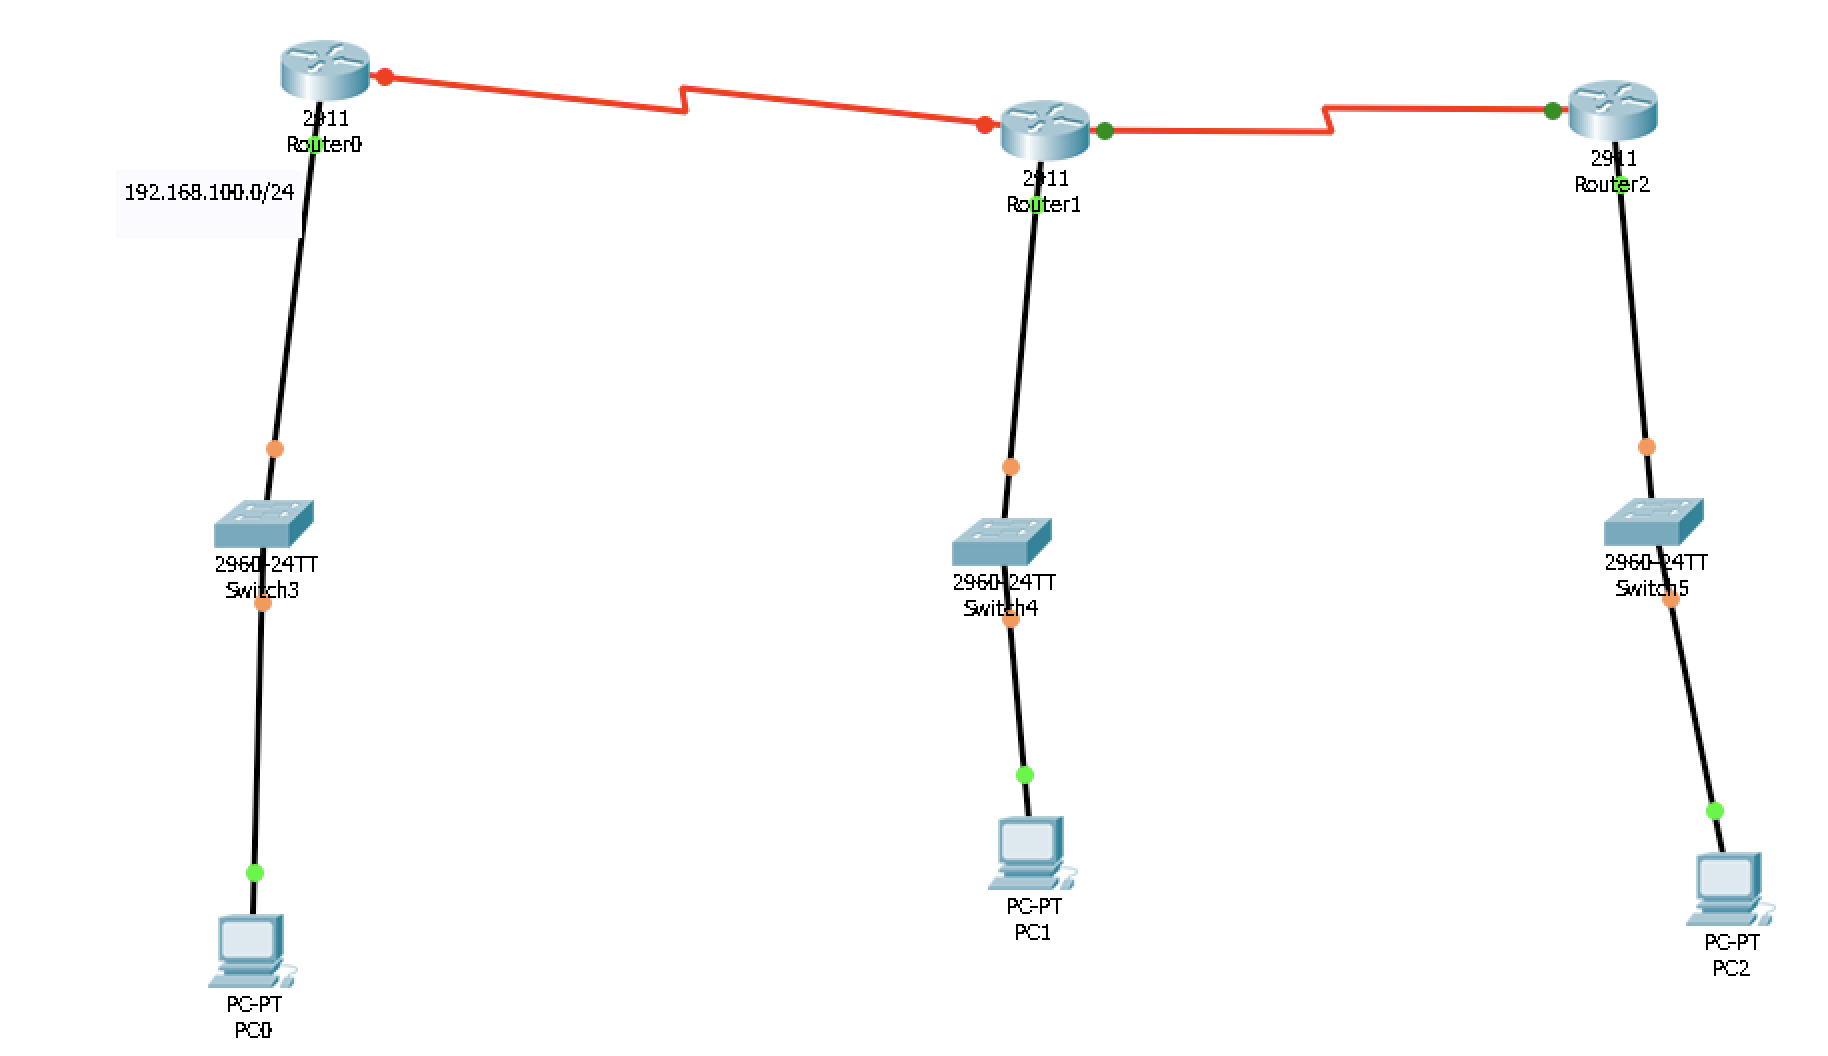 2911
Router0
192.168.100.0/24
2911
Router1
2911
Router2
2960-24TT
Switch3
2960-24TT
Switch4
2960-24TT
Switch5
PC-PT
PC0
PC-PT
PC1
PC-PT
PC2